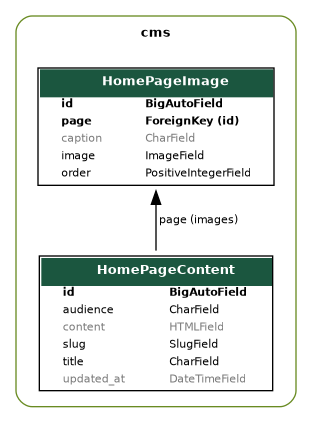 cms
HomePageImage
id BigAutoField
page ForeignKey (id)
caption CharField
image ImageField
order PositiveIntegerField
page (images)
HomePageContent
id BigAutoField
audience CharField
content HTMLField
slug SlugField
title CharField
updated_at DateTimeField